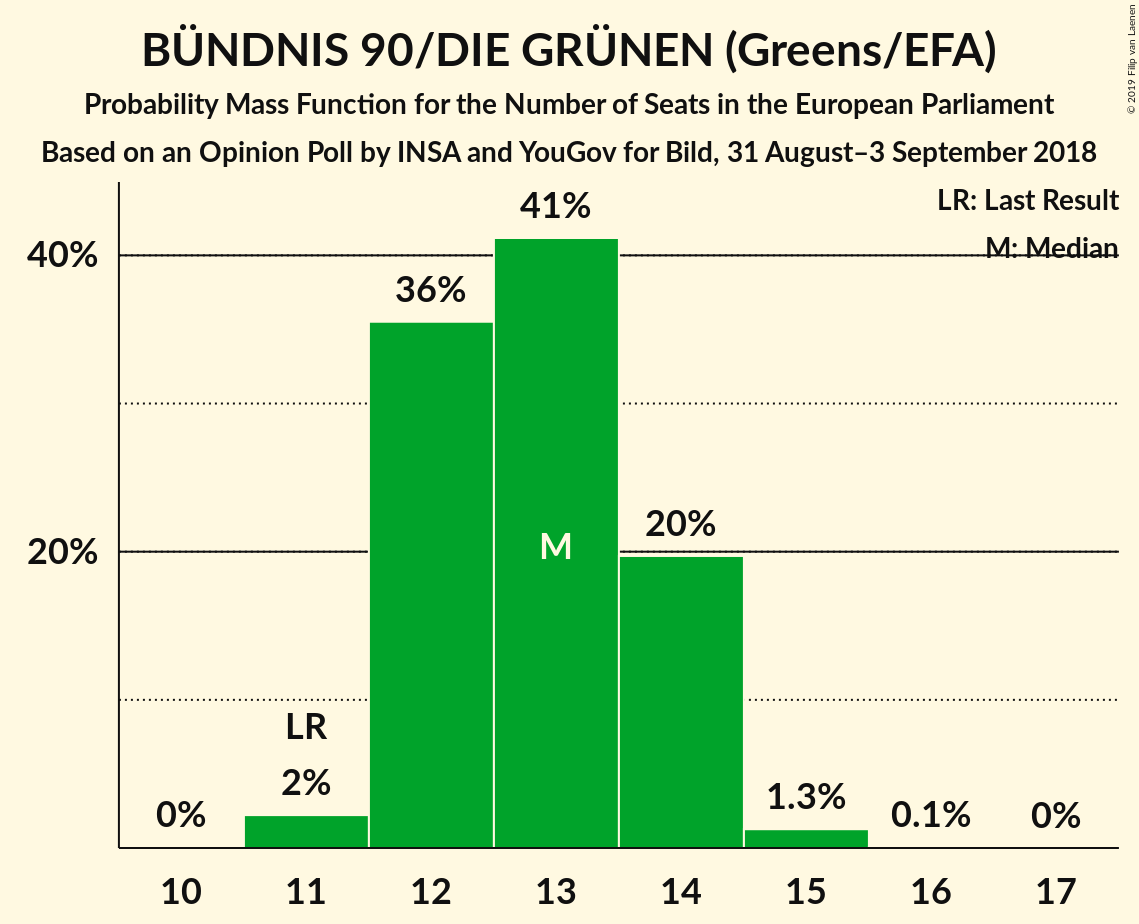 BÜNDNIS 90/DIE GRÜNEN (Greens/EFA)
Probability Mass Function for the Number of Seats in the European Parliament
Based on an Opinion Poll by INSA and YouGov for Bild, 31 August–3 September 2018
© 2019 Filip van Laenen
LR: Last Result
M: Median
40%
20%
0%
LR
2%
36%
41%
M
20%
1.3%
0.1%
0%
10 11 12 13 14 15 16 17